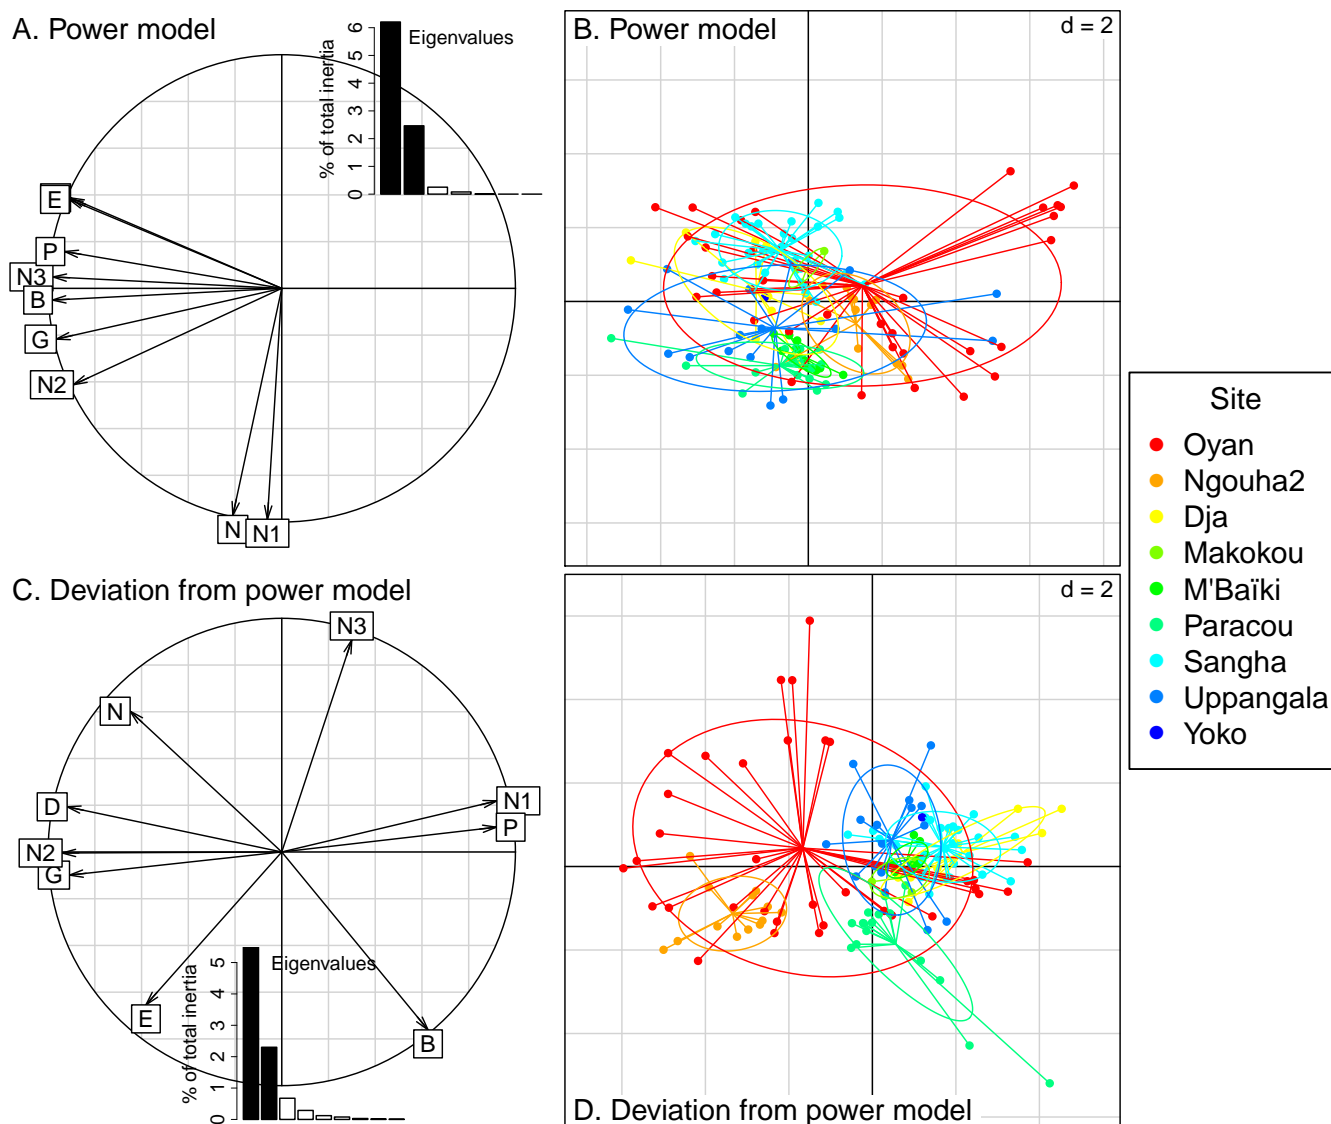 A. Power model
Eigenvalues
% of total inertia
0 1 2 3 4 5 6
E
P
N3
B
G
N2
N
N1
B. Power model
d = 2
C. Deviation from power model
N3
N
D
N1
P
N2
G
E
B
Eigenvalues
% of total inertia
0 1 2 3 4 5
d = 2
D. Deviation from power model
Site
Oyan
Ngouha2
Dja
Makokou
M'Baïki
Paracou
Sangha
Uppangala
Yoko